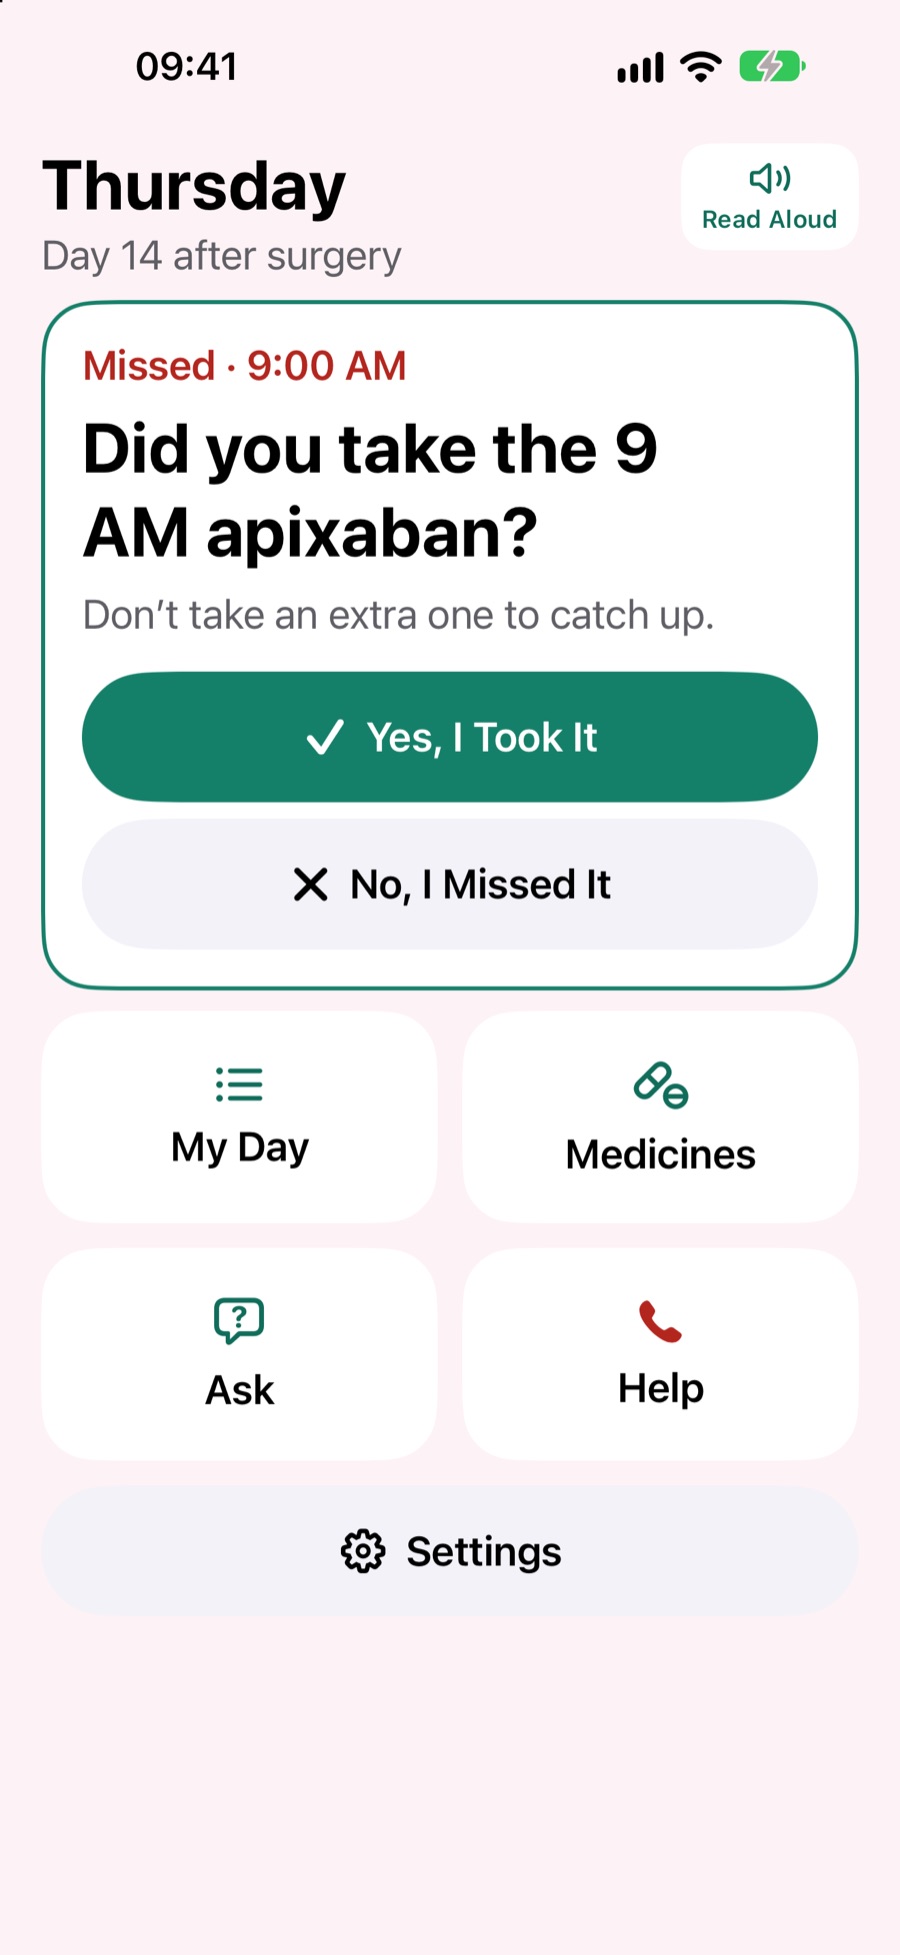 09:41
Thursday
Read Aloud
Day 14 after surgery
Missed · 9:00 AM
Did you take the 9
AM apixaban?
Don’t take an extra one to catch up.
Yes, I Took It
No, I Missed It
My Day
Medicines
Ask
Help
Settings